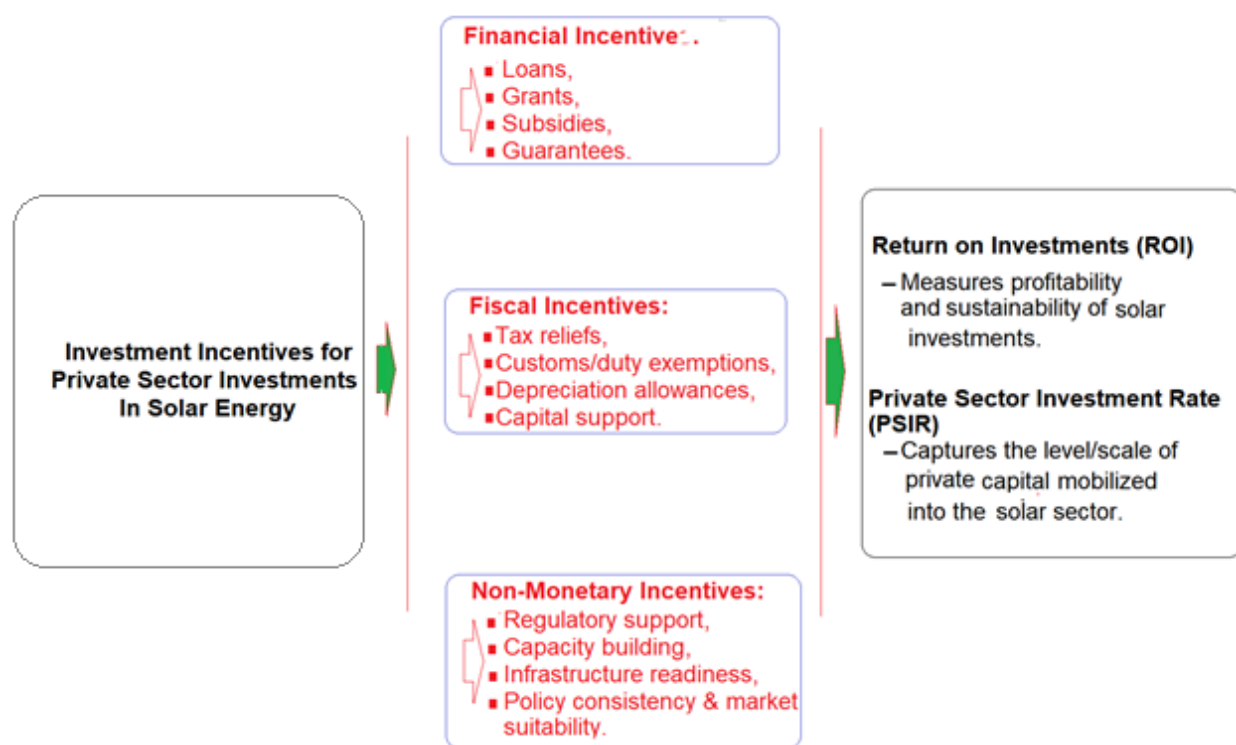 Financial Incentive:.
▪ Loans,
▪ Grants,
▪ Subsidies,
▪ Guarantees.
Investment Incentives for
Private Sector Investments
In Solar Energy
Fiscal Incentives:
▪ Tax reliefs,
▪ Customs/duty exemptions,
▪ Depreciation allowances,
▪ Capital support.
Non-Monetary Incentives:
▪ Regulatory support,
▪ Capacity building,
▪ Infrastructure readiness,
▪ Policy consistency & market
suitability.
Return on Investments (ROI)
– Measures profitability
and sustainability of solar
investments.
Private Sector Investment Rate
(PSIR)
– Captures the level/scale of
private capital mobilized
into the solar sector.